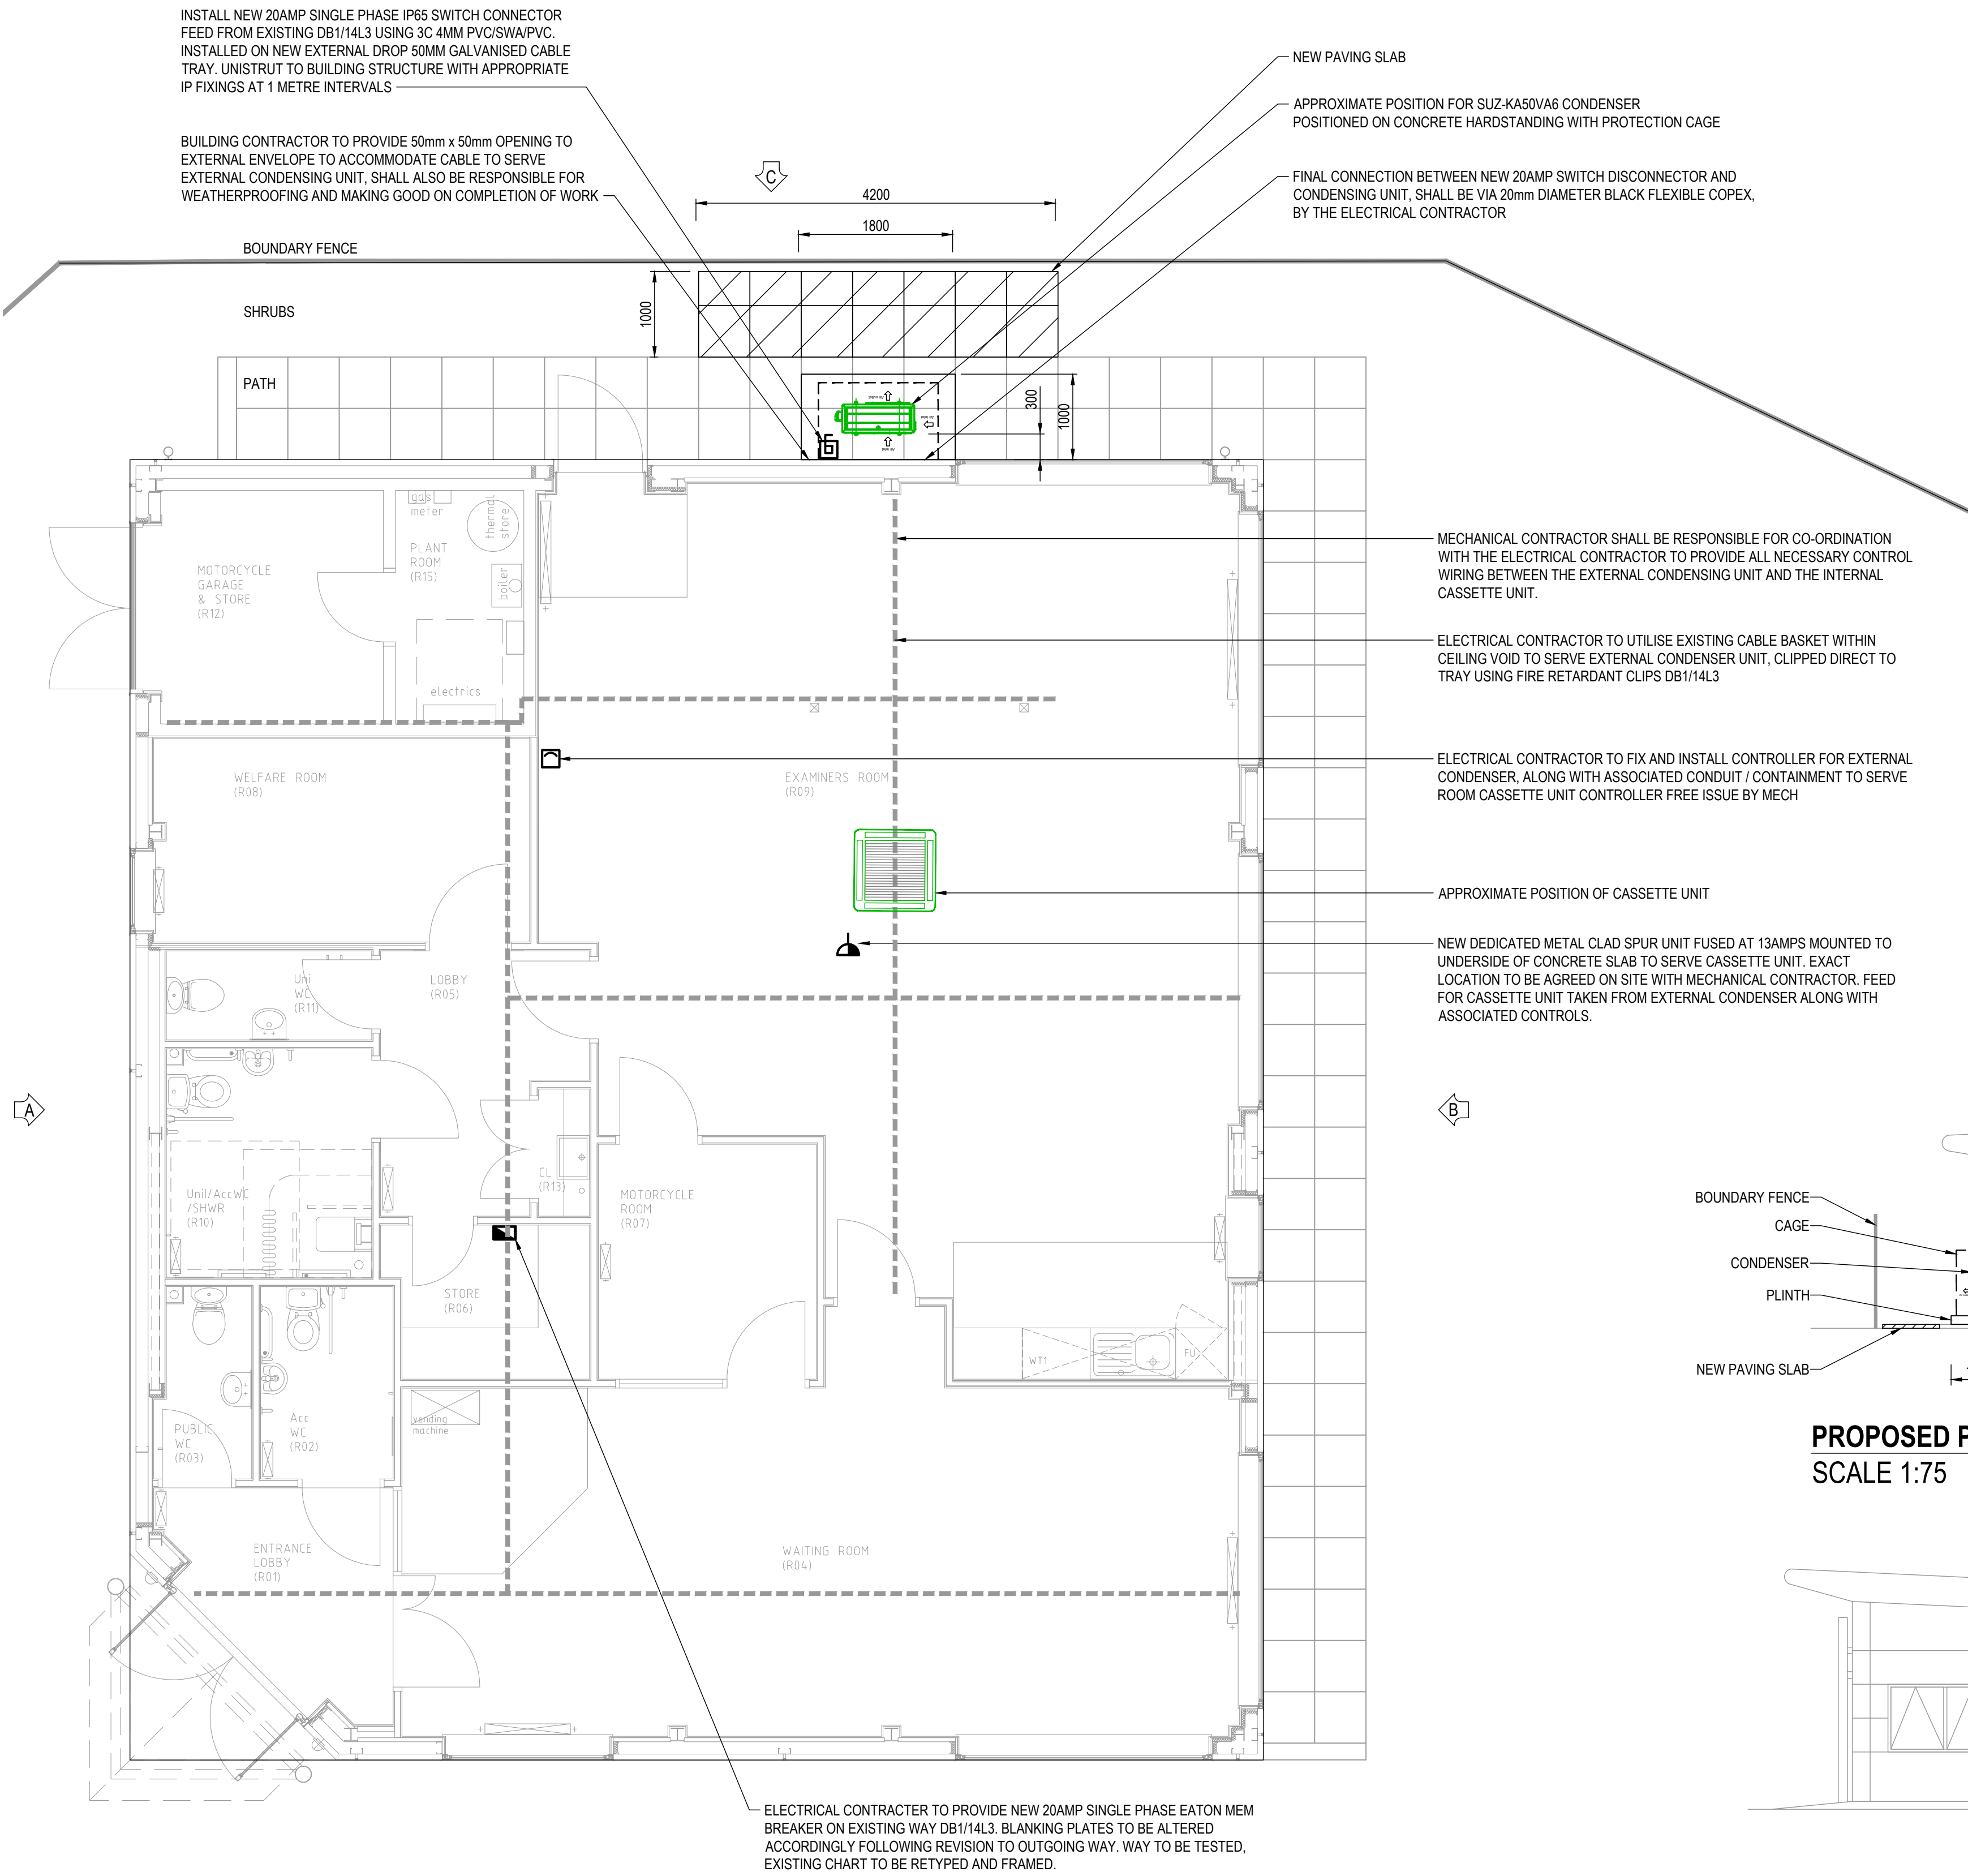 INSTALL NEW 20AMP SINGLE PHASE IP65 SWITCH CONNECTOR
FEED FROM EXISTING DB1/14L3 USING 3C 4MM PVC/SWA/PVC.
INSTALLED ON NEW EXTERNAL DROP 50MM GALVANISED CABLE
TRAY. UNISTRUT TO BUILDING STRUCTURE WITH APPROPRIATE
IP FIXINGS AT 1 METRE INTERVALS
BUILDING CONTRACTOR TO PROVIDE 50mm x 50mm OPENING TO
EXTERNAL ENVELOPE TO ACCOMMODATE CABLE TO SERVE
EXTERNAL CONDENSING UNIT, SHALL ALSO BE RESPONSIBLE FOR
WEATHERPROOFING AND MAKING GOOD ON COMPLETION OF WORK
NEW PAVING SLAB
APPROXIMATE POSITION FOR SUZ-KA50VA6 CONDENSER
POSITIONED ON CONCRETE HARDSTANDING WITH PROTECTION CAGE
FINAL CONNECTION BETWEEN NEW 20AMP SWITCH DISCONNECTOR AND
CONDENSING UNIT, SHALL BE VIA 20mm DIAMETER BLACK FLEXIBLE COPEX,
BY THE ELECTRICAL CONTRACTOR
C
4200
1800
BOUNDARY FENCE
SHRUBS
1000
PATH
300
1000
gas
meter
thermal
store
PLANT
ROOM
(R15)
boiler
MOTORCYCLE
GARAGE
& STORE
(R12)
electrics
MECHANICAL CONTRACTOR SHALL BE RESPONSIBLE FOR CO-ORDINATION
WITH THE ELECTRICAL CONTRACTOR TO PROVIDE ALL NECESSARY CONTROL
WIRING BETWEEN THE EXTERNAL CONDENSING UNIT AND THE INTERNAL
CASSETTE UNIT.
ELECTRICAL CONTRACTOR TO UTILISE EXISTING CABLE BASKET WITHIN
CEILING VOID TO SERVE EXTERNAL CONDENSER UNIT, CLIPPED DIRECT TO
TRAY USING FIRE RETARDANT CLIPS DB1/14L3
WELFARE ROOM
(R08)
EXAMINERS ROOM
(R09)
ELECTRICAL CONTRACTOR TO FIX AND INSTALL CONTROLLER FOR EXTERNAL
CONDENSER, ALONG WITH ASSOCIATED CONDUIT / CONTAINMENT TO SERVE
ROOM CASSETTE UNIT CONTROLLER FREE ISSUE BY MECH
APPROXIMATE POSITION OF CASSETTE UNIT
NEW DEDICATED METAL CLAD SPUR UNIT FUSED AT 13AMPS MOUNTED TO
UNDERSIDE OF CONCRETE SLAB TO SERVE CASSETTE UNIT. EXACT
LOCATION TO BE AGREED ON SITE WITH MECHANICAL CONTRACTOR. FEED
FOR CASSETTE UNIT TAKEN FROM EXTERNAL CONDENSER ALONG WITH
ASSOCIATED CONTROLS.
Uni
WC
(R11)
LOBBY
(R05)
A
B
Uni/AccWC
/SHWR
(R10)
CL
(R13)
MOTORCYCLE
ROOM
(R07)
STORE
(R06)
WT1
FU
BOUNDARY FENCE
CAGE
CONDENSER
PLINTH
NEW PAVING SLAB
PROPOSED P
SCALE 1:75
PUBLIC
WC
(R03)
Acc
WC
(R02)
vending
machine
ENTRANCE
LOBBY
(R01)
WAITING ROOM
(R04)
ELECTRICAL CONTRACTER TO PROVIDE NEW 20AMP SINGLE PHASE EATON MEM
BREAKER ON EXISTING WAY DB1/14L3. BLANKING PLATES TO BE ALTERED
ACCORDINGLY FOLLOWING REVISION TO OUTGOING WAY. WAY TO BE TESTED,
EXISTING CHART TO BE RETYPED AND FRAMED.